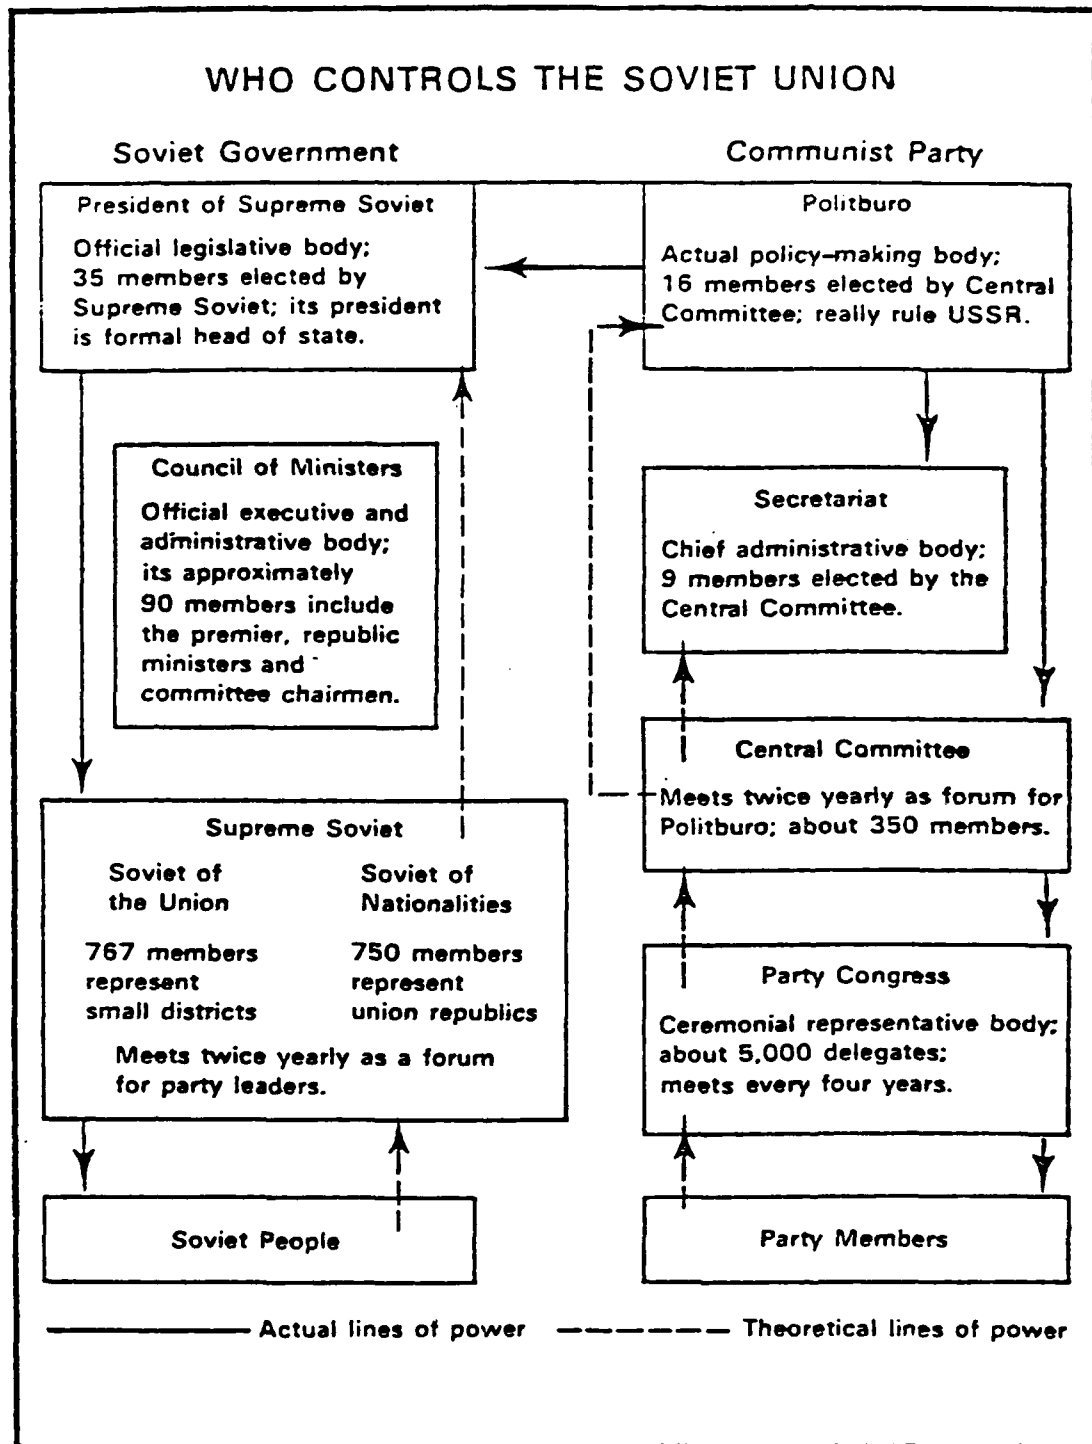 WHO CONTROLS THE SOVIET UNION
Soviet Government
President of Supreme Soviet
Official legislative body;
35 members elected by
Supreme Soviet; its president
is formal head of state.
Council of Ministers
Official executive and
administrative body;
its approximately
90 members include
the premier, republic
ministers and
committee chairmen.
Supreme Soviet
Soviet of
the Union
767 members
represent
small districts
Soviet of
Nationalities
750 members
represent
union republics
Meets twice yearly as a forum
for party leaders.
Soviet People
Communist Party
Politburo
Actual policy-making body;
16 members elected by Central
Committee; really rule USSR.
Secretariat
Chief administrative body;
9 members elected by the
Central Committee.
Central Committee
Meets twice yearly as forum for
Politburo; about 350 members.
Party Congress
Ceremonial representative body;
about 5,000 delegates;
meets every four years.
Party Members
Actual lines of power
Theoretical lines of power